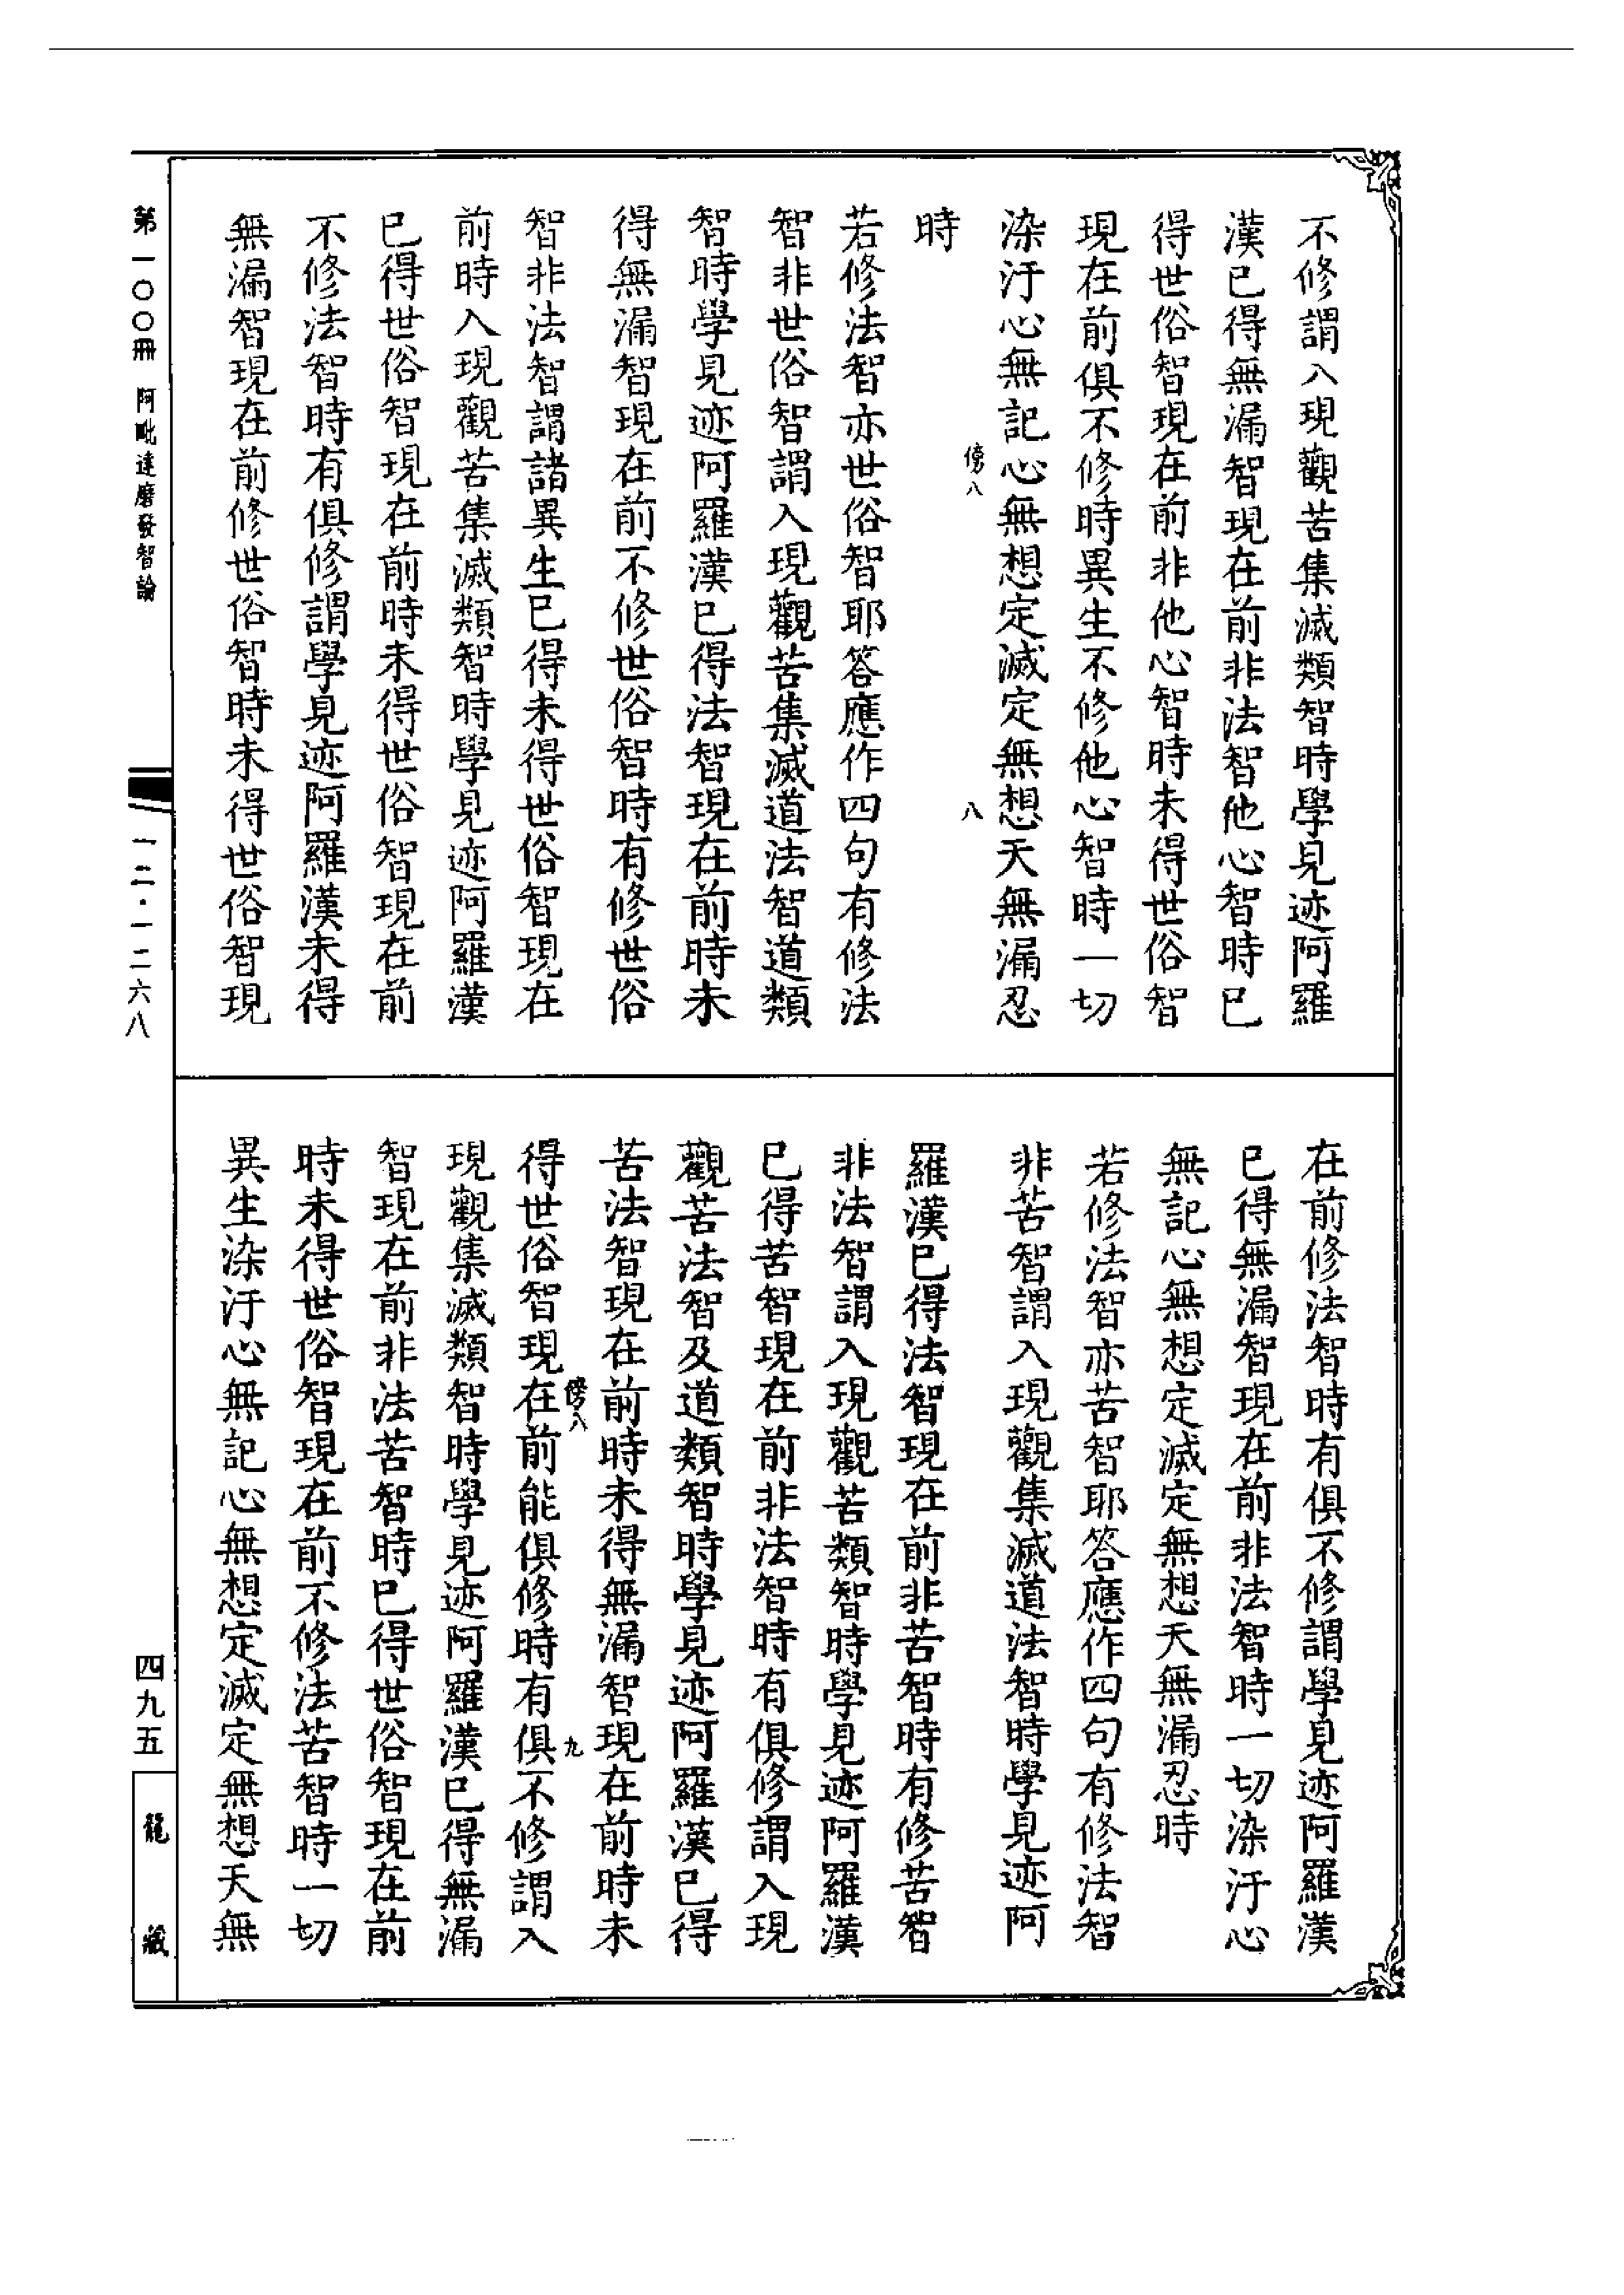 不修謂入現觀苦集滅類智時學見迹阿羅
漢已得無漏智現在前非法智他心智時已
得世俗智現在前非他心智時未得世俗智
現在前俱不修時異生不修他心智時一切
染汙心無記心無想定滅定無想天無漏忍
傍八 八
時
若修法智亦世俗智耶答應作四句有修法
智非世俗智謂入現觀苦集滅道法智道類
智時學見迹阿羅漢已得法智現在前時未
得無漏智現在前不修世俗智時有修世俗
智非法智謂諸異生已得未得世俗智現在
前時入現觀苦集滅類智時學見迹阿羅漢
已得世俗智現在前時未得世俗智現在前
不修法智時有俱修謂學見迹阿羅漢未得
無漏智現在前修世俗智時未得世俗智現
在前修法智時有俱不修謂學見迹阿羅漢
已得無漏智現在前非法智時一切染汙心
無記心無想定滅定無想天無漏忍時
若修法智亦苦智耶答應作四句有修法智
非苦智謂入現觀集滅道法智時學見迹阿
羅漢已得法智現在前非苦智時有修苦智
非法智謂入現觀苦類智時學見迹阿羅漢
已得苦智現在前非法智時有俱修謂入現
觀苦法智及道類智時學見迹阿羅漢已得
苦法智現在前時未得無漏智現在前時未
傍八 九
得世俗智現在前能俱修時有俱不修謂入
現觀集滅類智時學見迹阿羅漢已得無漏
智現在前非法苦智時已得世俗智現在前
時未得世俗智現在前不修法苦智時一切
異生染汙心無記心無想定滅定無想天無
第一〇〇冊 阿毗達磨發智論
一二·一二六八
四九五
龍藏